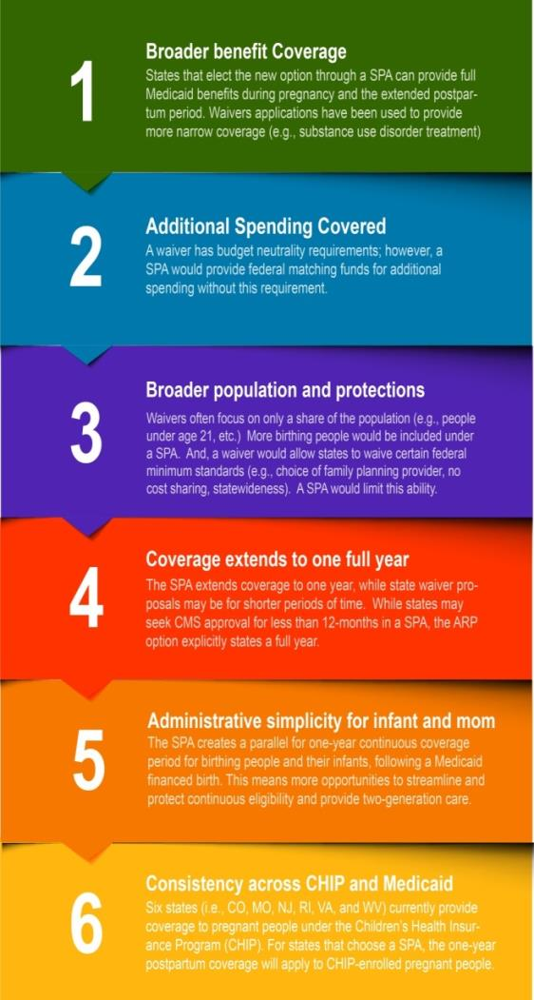 1
Broader benefit Coverage
States that elect the new option through a SPA can provide full
Medicaid benefits during pregnancy and the extended postpar-
tum period. Waivers applications have been used to provide
more narrow coverage (e.g., substance use disorder treatment)
2
Additional Spending Covered
A waiver has budget neutrality requirements; however, a
SPA would provide federal matching funds for additional
spending without this requirement.
3
Broader population and protections
Waivers often focus on only a share of the population (e.g., people
under age 21, etc.)  More birthing people would be included under
a SPA.  And, a waiver would allow states to waive certain federal
minimum standards (e.g., choice of family planning provider, no
cost sharing, statewideness).  A SPA would limit this ability.
4
Coverage extends to one full year
The SPA extends coverage to one year, while state waiver pro-
posals may be for shorter periods of time.  While states may
seek CMS approval for less than 12-months in a SPA, the ARP
option explicitly states a full year.
5
Administrative simplicity for infant and mom
The SPA creates a parallel for one-year continuous coverage
period for birthing people and their infants, following a Medicaid
financed birth. This means more opportunities to streamline and
protect continuous eligibility and provide two-generation care.
6
Consistency across CHIP and Medicaid
Six states (i.e., CO, MO, NJ, RI, VA, and WV) currently provide
coverage to pregnant people under the Children's Health Insur-
ance Program (CHIP). For states that choose a SPA, the one-year
postpartum coverage will apply to CHIP-enrolled pregnant people.